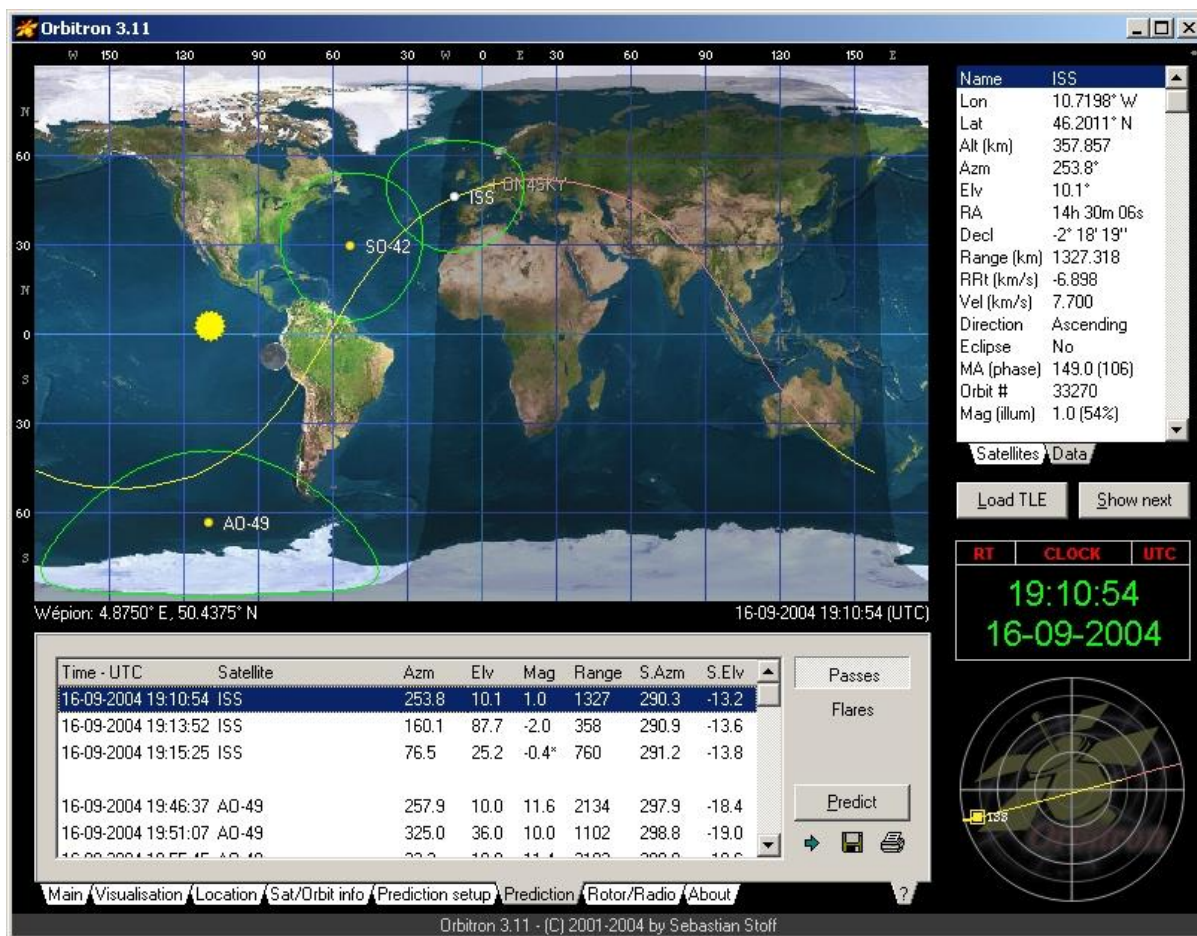 Orbitron 3.11
W 150 120 90 60 30 W 0 E 30 60 90 120 150 E
N
60
30
N
0
S
30
60
S
ON4SKY
ISS
SO-42
AO-49
Wépion: 4.8750° E, 50.4375° N 16-09-2004 19:10:54 (UTC)
Name ISS
Lon 10.7198° W
Lat 46.2011° N
Alt (km) 357.857
Azm 253.8°
Elv 10.1°
RA 14h 30m 06s
Decl -2° 18' 19"
Range (km) 1327.318
RRt (km/s) -6.898
Vel (km/s) 7.700
Direction Ascending
Eclipse No
MA (phase) 149.0 (106)
Orbit # 33270
Mag (illum) 1.0 (54%)
Satellites Data
Load TLE Show next
RT CLOCK UTC
19:10:54
16-09-2004
Time - UTC Satellite Azm Elv Mag Range S.Azm S.Elv
16-09-2004 19:10:54 ISS 253.8 10.1 1.0 1327 290.3 -13.2
16-09-2004 19:13:52 ISS 160.1 87.7 -2.0 358 290.9 -13.6
16-09-2004 19:15:25 ISS 76.5 25.2 -0.4* 760 291.2 -13.8
16-09-2004 19:46:37 AO-49 257.9 10.0 11.6 2134 297.9 -18.4
16-09-2004 19:51:07 AO-49 325.0 36.0 10.0 1102 298.8 -19.0
Passes
Flares
Predict
ISS
Orbitron
Main Visualisation Location Sat/Orbit info Prediction setup Prediction Rotor/Radio About ?
Orbitron 3.11 - (C) 2001-2004 by Sebastian Stoff